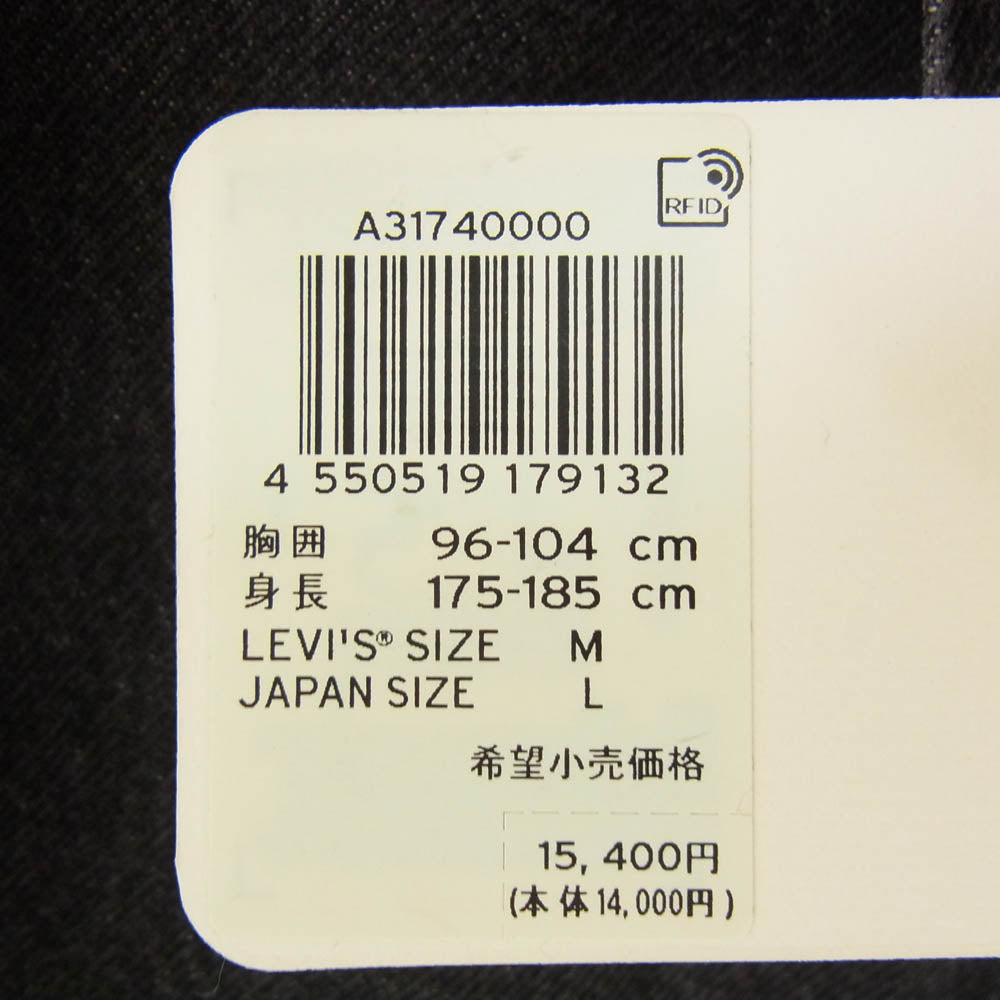 RFID
A31740000
4 550519 179132
胸囲 96-104 cm
身長 175-185 cm
LEVI'S® SIZE M
JAPAN SIZE L
希望小売価格
15,400円
(本体14,000円)